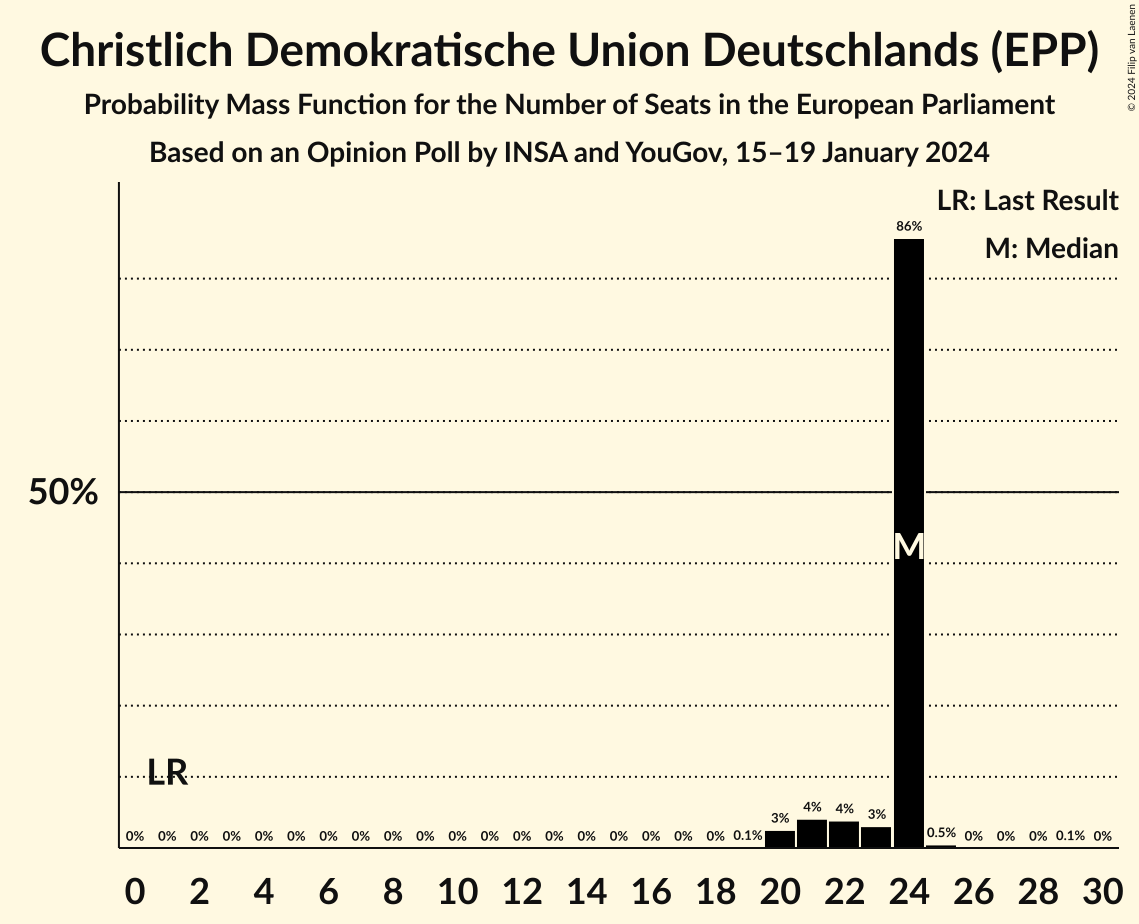 Christlich Demokratische Union Deutschlands (EPP)
Probability Mass Function for the Number of Seats in the European Parliament
Based on an Opinion Poll by INSA and YouGov, 15–19 January 2024
© 2024 Filip van Laenen
LR: Last Result
M: Median
86%
50%
M
LR
0% 0% 0% 0% 0% 0% 0% 0% 0% 0% 0% 0% 0% 0% 0% 0% 0% 0% 0% 0.1% 3% 4% 4% 3% 0.5% 0% 0% 0% 0.1% 0%
0 2 4 6 8 10 12 14 16 18 20 22 24 26 28 30